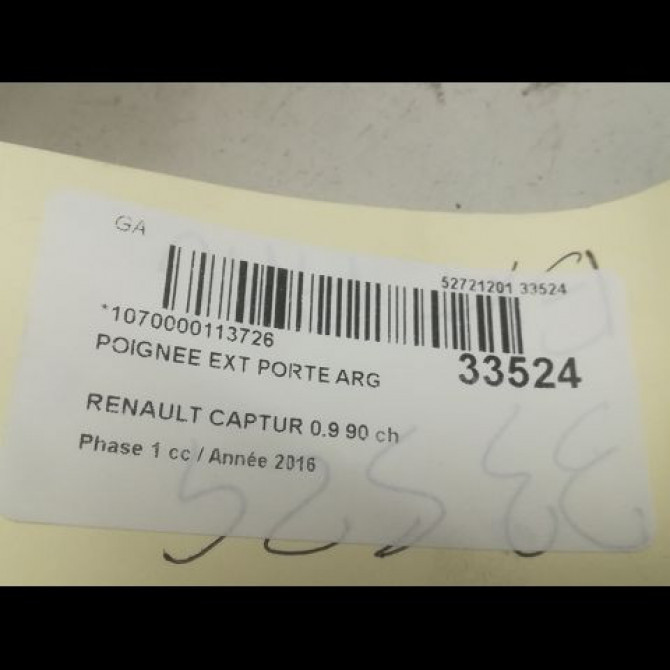 GA
52721201 33524
*1070000113726
POIGNEE EXT PORTE ARG
33524
RENAULT CAPTUR 0.9 90 ch
Phase 1 cc / Année 2016